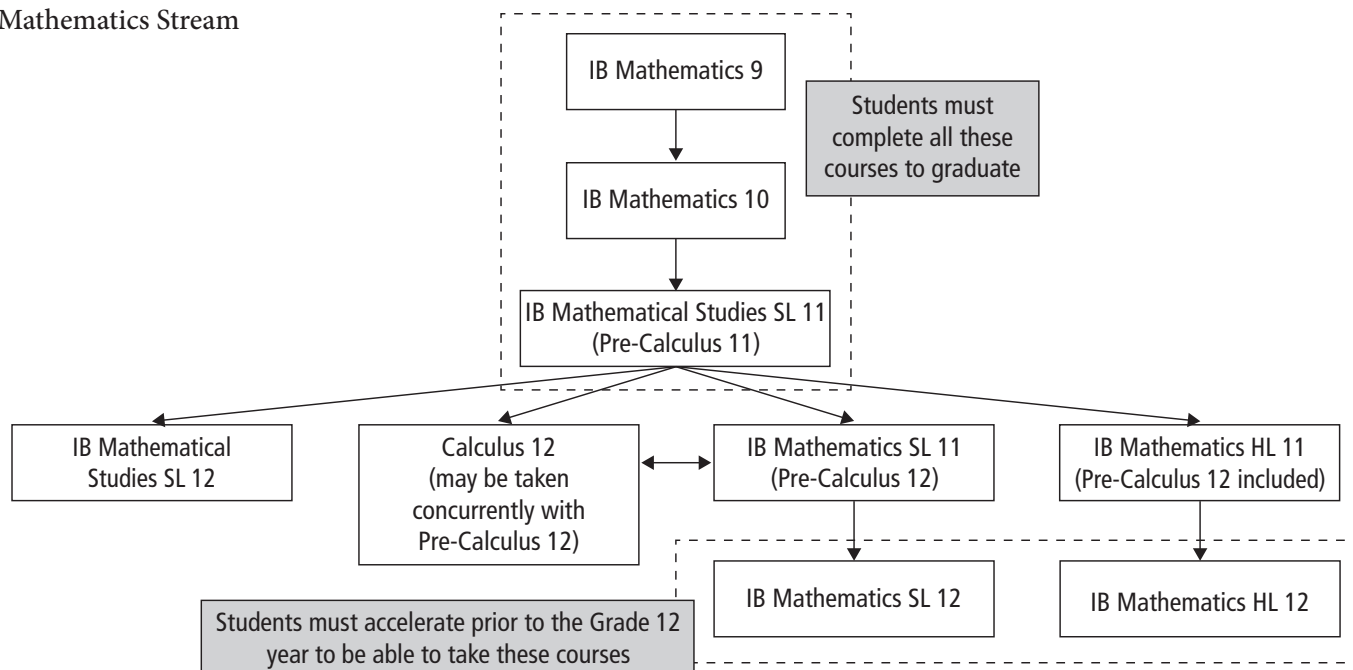 Mathematics Stream
IB Mathematics 9
Students must
complete all these
courses to graduate
IB Mathematics 10
IB Mathematical Studies SL 11
(Pre-Calculus 11)
IB Mathematical
Studies SL 12
Calculus 12
(may be taken
concurrently with
Pre-Calculus 12)
IB Mathematics SL 11
(Pre-Calculus 12)
IB Mathematics HL 11
(Pre-Calculus 12 included)
IB Mathematics SL 12
IB Mathematics HL 12
Students must accelerate prior to the Grade 12
year to be able to take these courses